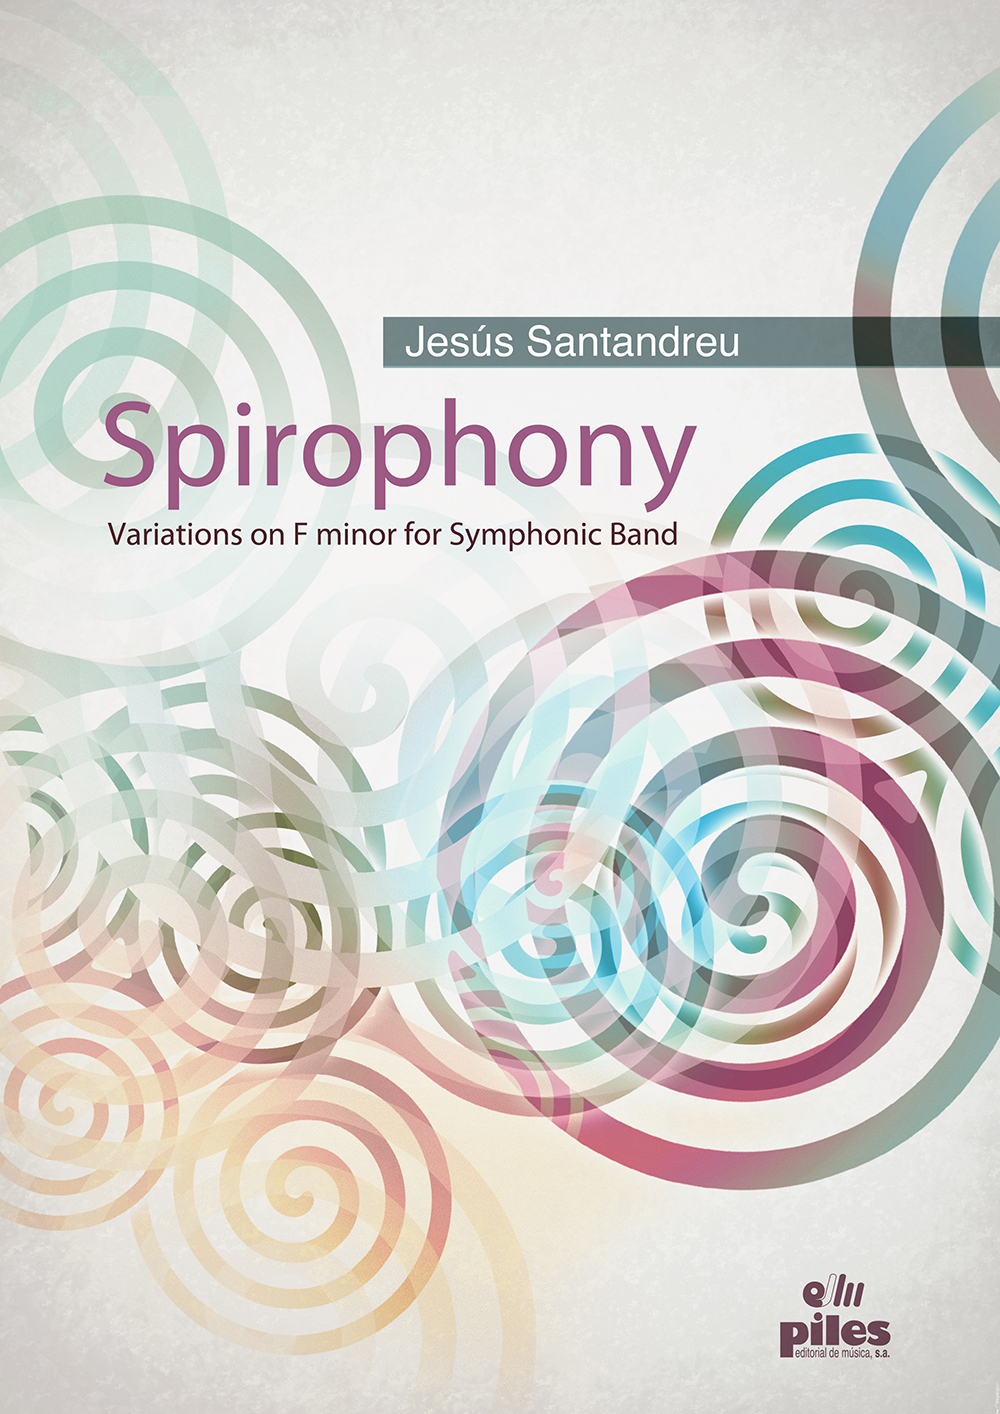 Jesús Santandreu
Spirophony
Variations on F minor for Symphonic Band
piles
editorial de música, s.a.